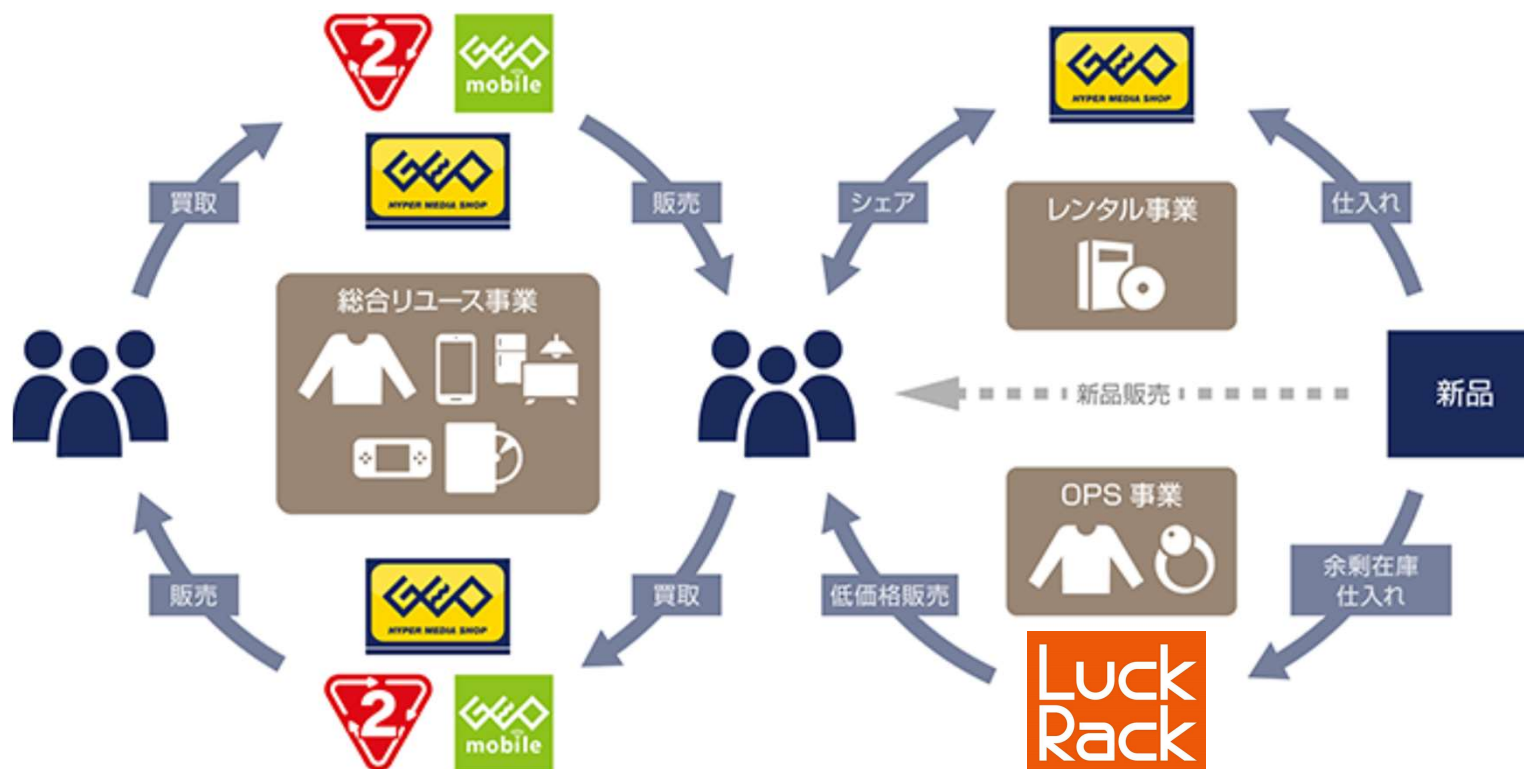 2
GEO
mobile
GEO
HYPER MEDIA SHOP
買取
販売
総合リユース事業
販売
買取
GEO
HYPER MEDIA SHOP
2
GEO
mobile
GEO
HYPER MEDIA SHOP
シェア
レンタル事業
仕入れ
新品販売
新品
OPS 事業
低価格販売
余剰在庫
仕入れ
Luck
Rack